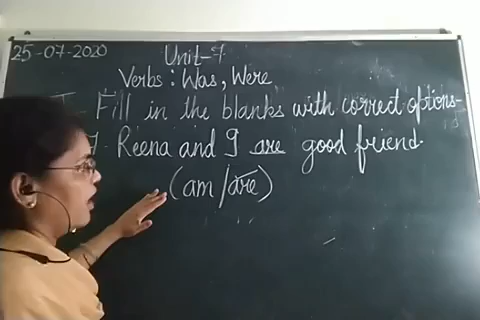 25-07-2020
Unit-7
Verbs: Was, Were
I. Fill in the blanks with correct options-
7. Reena and I are good friend.
(am/are)